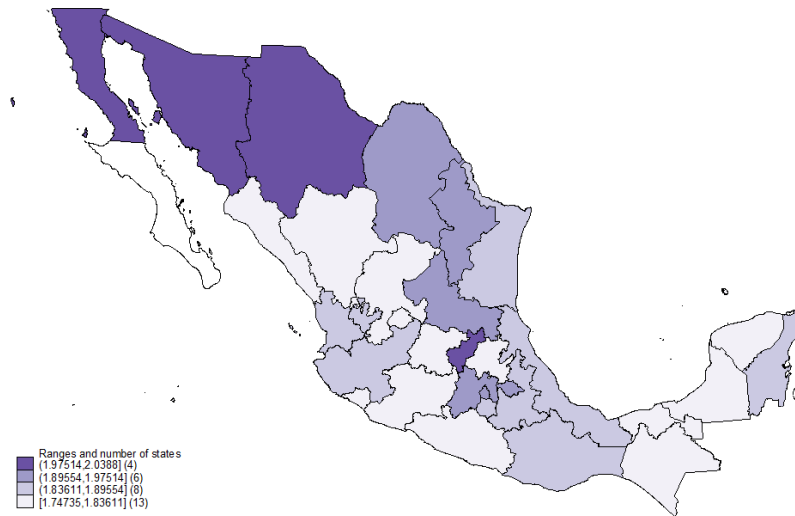 Ranges and number of states
(1.97514,2.0388] (4)
(1.89554,1.97514] (6)
(1.83611,1.89554] (8)
[1.74735,1.83611] (13)